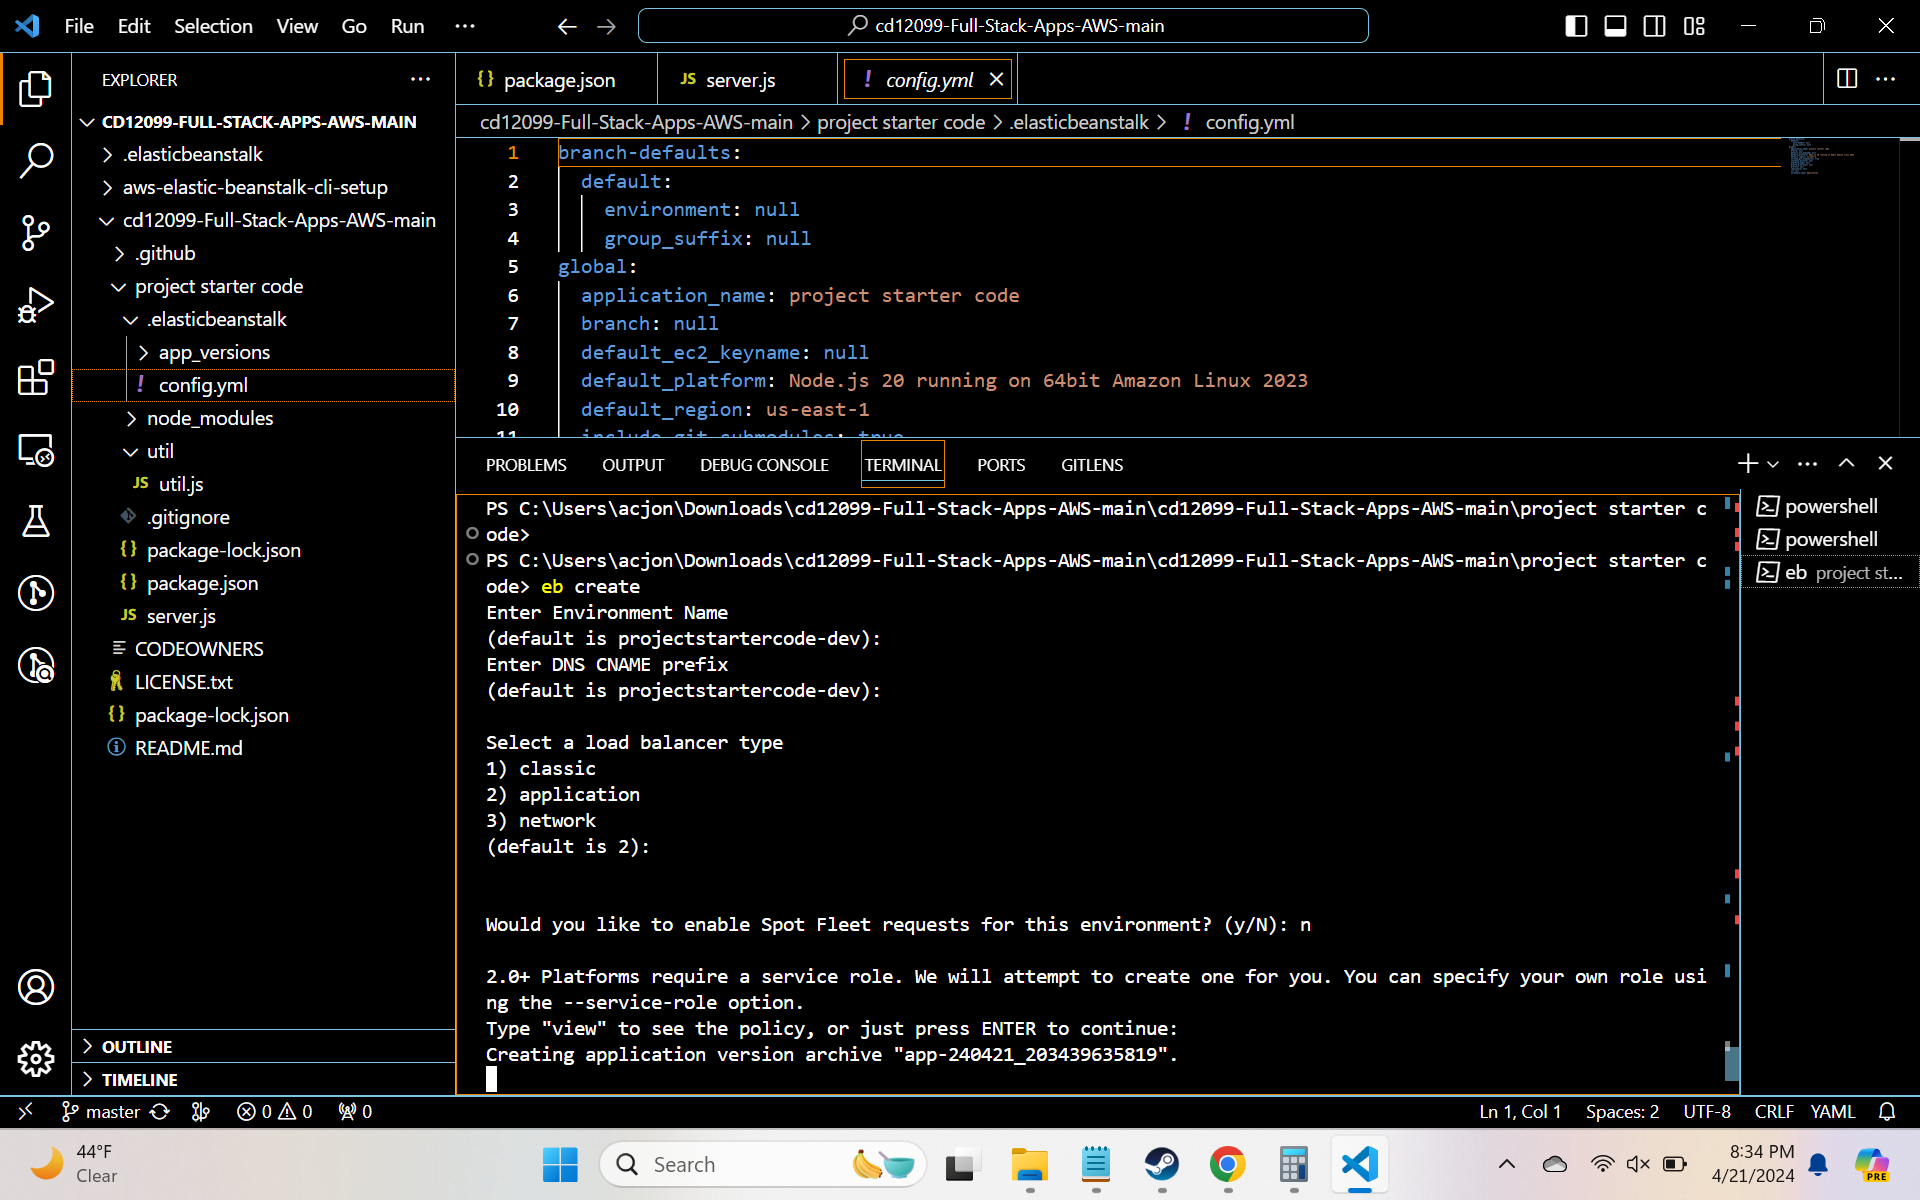 File Edit Selection View Go Run ···
cd12099-Full-Stack-Apps-AWS-main
EXPLORER
CD12099-FULL-STACK-APPS-AWS-MAIN
.elasticbeanstalk
aws-elastic-beanstalk-cli-setup
cd12099-Full-Stack-Apps-AWS-main
.github
project starter code
.elasticbeanstalk
app_versions
! config.yml
node_modules
util
JS util.js
.gitignore
{} package-lock.json
{} package.json
JS server.js
CODEOWNERS
LICENSE.txt
{} package-lock.json
README.md
OUTLINE
TIMELINE
{} package.json JS server.js ! config.yml
cd12099-Full-Stack-Apps-AWS-main > project starter code > .elasticbeanstalk > ! config.yml
1 branch-defaults:
2 default:
3 environment: null
4 group_suffix: null
5 global:
6 application_name: project starter code
7 branch: null
8 default_ec2_keyname: null
9 default_platform: Node.js 20 running on 64bit Amazon Linux 2023
10 default_region: us-east-1
11 include_git_submodules: true
PROBLEMS OUTPUT DEBUG CONSOLE TERMINAL PORTS GITLENS
PS C:\Users\acjon\Downloads\cd12099-Full-Stack-Apps-AWS-main\cd12099-Full-Stack-Apps-AWS-main\project starter c
ode>
PS C:\Users\acjon\Downloads\cd12099-Full-Stack-Apps-AWS-main\cd12099-Full-Stack-Apps-AWS-main\project starter c
ode> eb create
Enter Environment Name
(default is projectstartercode-dev):
Enter DNS CNAME prefix
(default is projectstartercode-dev):
Select a load balancer type
1) classic
2) application
3) network
(default is 2):
Would you like to enable Spot Fleet requests for this environment? (y/N): n
2.0+ Platforms require a service role. We will attempt to create one for you. You can specify your own role usi
ng the --service-role option.
Type "view" to see the policy, or just press ENTER to continue:
Creating application version archive "app-240421_203439635819".
powershell
powershell
eb project st...
master 0 0 0
Ln 1, Col 1 Spaces: 2 UTF-8 CRLF YAML
44°F
Clear
Search
8:34 PM
4/21/2024
PRE